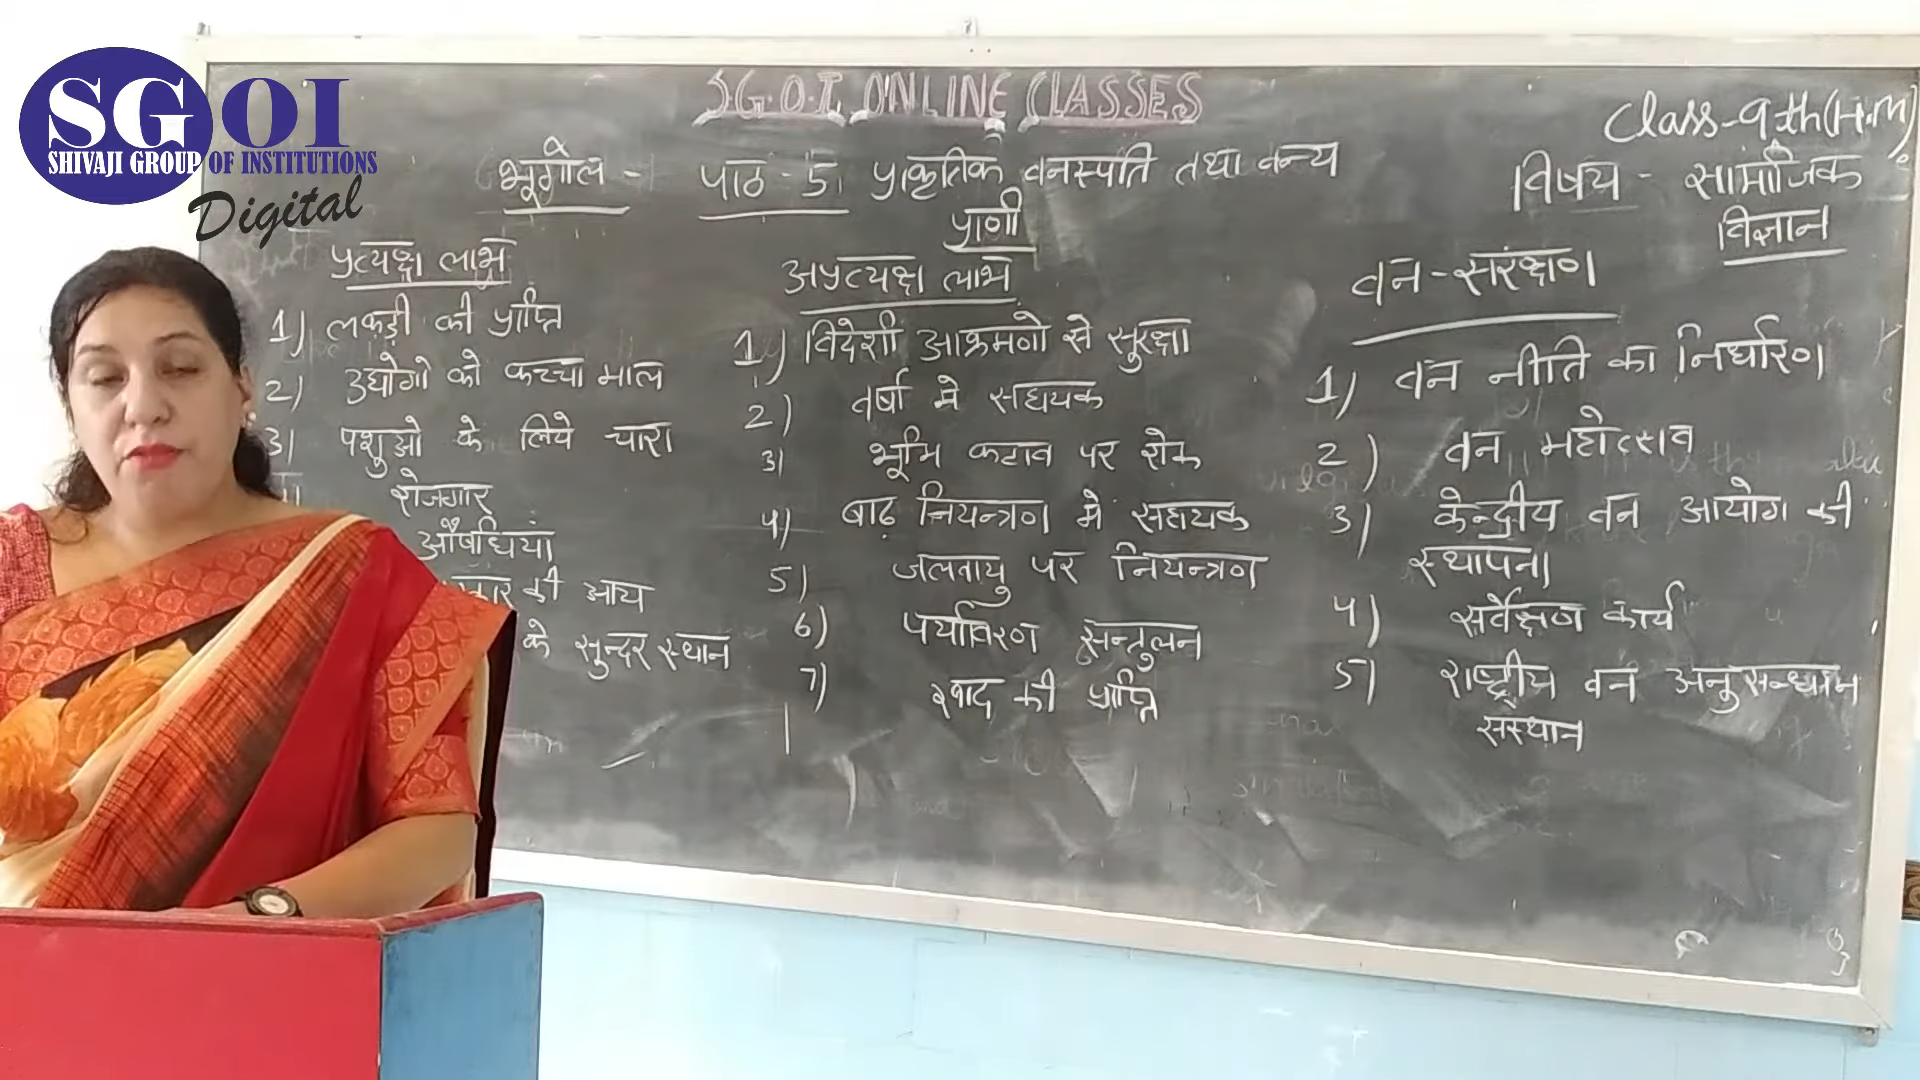 SGOI
SHIVAJI GROUP OF INSTITUTIONS
Digital
S.G.O.I. ONLINE CLASSES
Class-9th (H.M)
भूगोल - पाठ - 5 प्राकृतिक वनस्पति तथा वन्य
प्राणी
विषय - सामाजिक
विज्ञान
प्रत्यक्ष लाभ
1) लकड़ी की प्राप्ति
2) उद्योगो को कच्चा माल
3) पशुओ के लिये चारा
रोजगार
औषधियां
की आय
के सुन्दर स्थान
अप्रत्यक्ष लाभ
1) विदेशी आक्रमणो से सुरक्षा
2) वर्षा मे सहायक
3) भूमि कटाव पर रोक
4) बाढ़ नियन्त्रण मे सहायक
5) जलवायु पर नियन्त्रण
6) पर्यावरण सन्तुलन
7) खाद की प्राप्ति
वन - संरक्षण
1) वन नीति का निर्धारण
2) वन महोत्सव
3) केन्द्रीय वन आयोग की
स्थापना
4) सर्वेक्षण कार्य
5) राष्ट्रीय वन अनुसन्धान
संस्थान